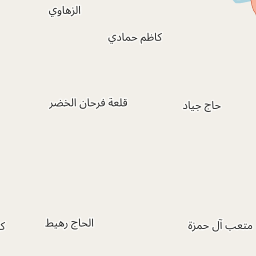 الزهاوي
كاظم حمادي
قلعة فرحان الخضر
حاج جياد
الحاج رهيط
متعب آل حمزة